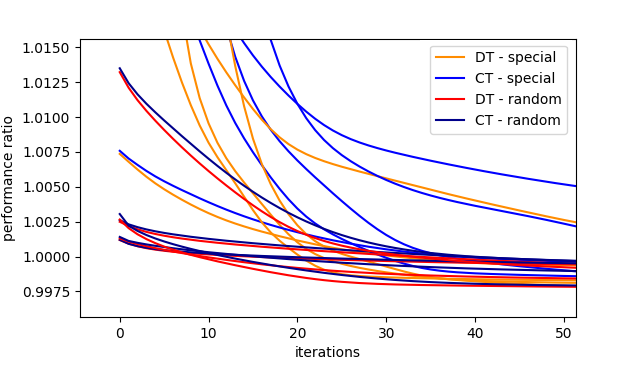 1.0150
1.0125
1.0100
1.0075
1.0050
1.0025
1.0000
0.9975
performance ratio
DT - special
CT - special
DT - random
CT - random
0 10 20 30 40 50
iterations